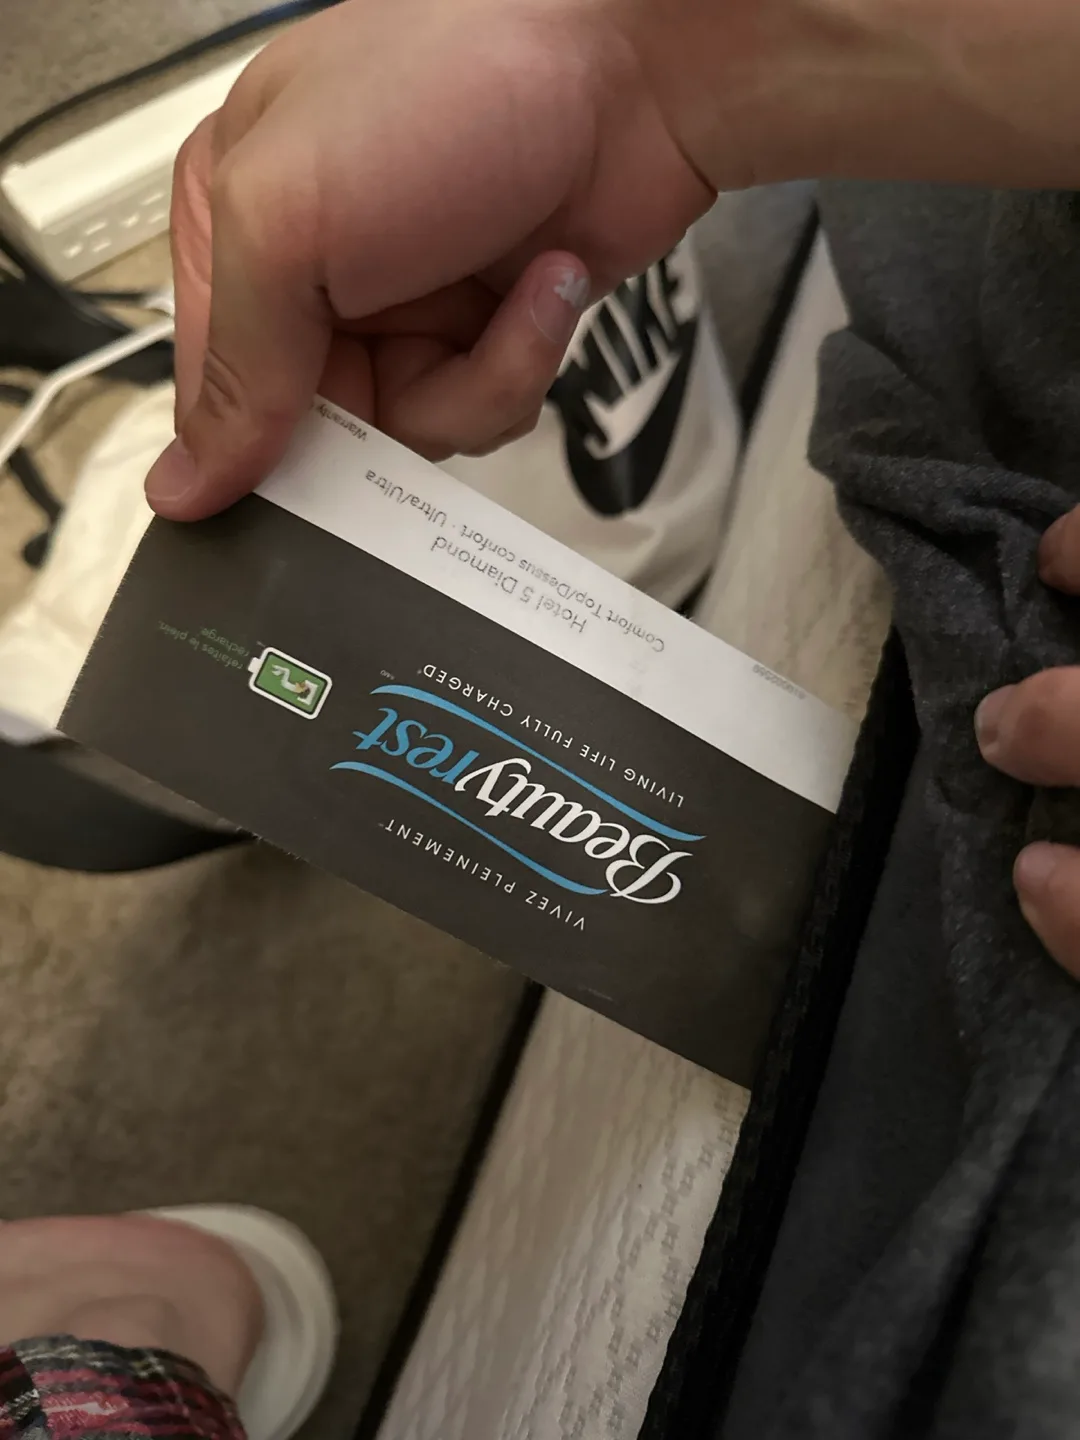 Warranty
Comfort Top/Dessus confort - Ultra/Ultra
Hotel 5 Diamond
LIVING LIFE FULLY CHARGED
Beautyrest
VIVEZ PLEINEMENT
recharge.
refaites le plein.
NIKE